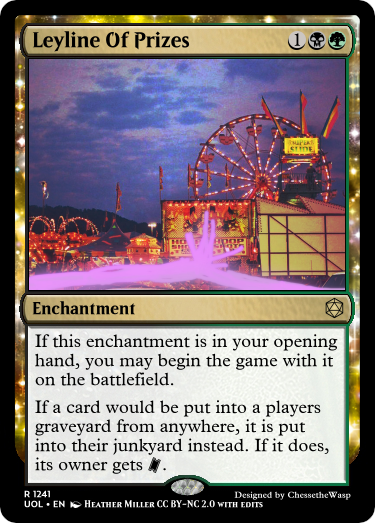 Leyline Of Prizes 1
Enchantment
If this enchantment is in your opening
hand, you may begin the game with it
on the battlefield.
If a card would be put into a players
graveyard from anywhere, it is put
into their junkyard instead. If it does,
its owner gets .
R 1241
UOL • EN HEATHER MILLER CC BY-NC 2.0 WITH EDITS
Designed by ChessetheWasp